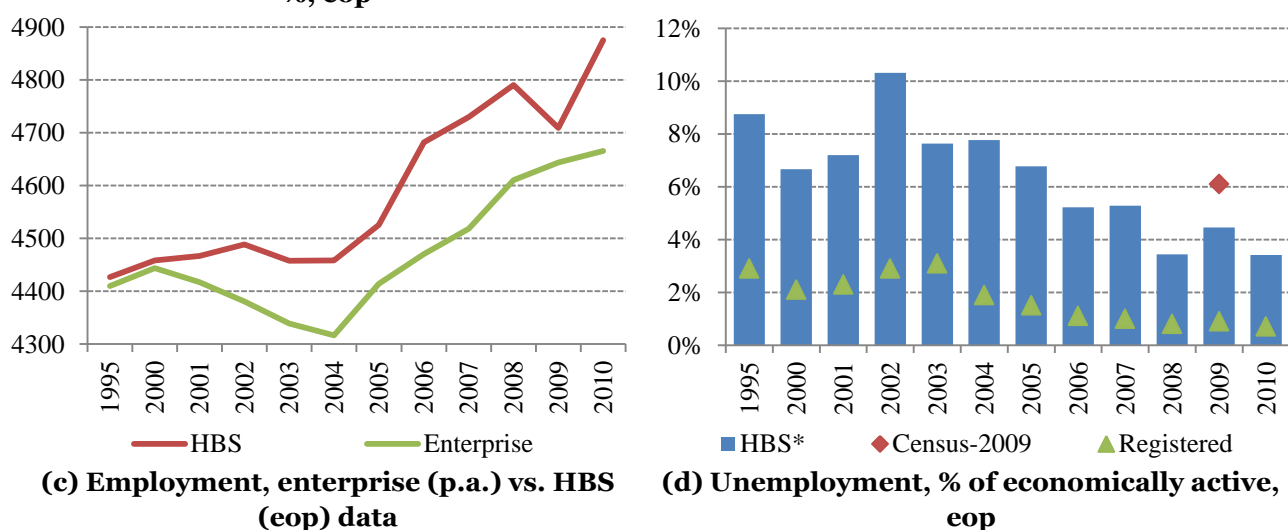 %, eop
4900
4800
4700
4600
4500
4400
4300
1995 2000 2001 2002 2003 2004 2005 2006 2007 2008 2009 2010
HBS Enterprise
(c) Employment, enterprise (p.a.) vs. HBS
(eop) data
12%
10%
8%
6%
4%
2%
0%
1995 2000 2001 2002 2003 2004 2005 2006 2007 2008 2009 2010
HBS* Census-2009 Registered
(d) Unemployment, % of economically active,
eop